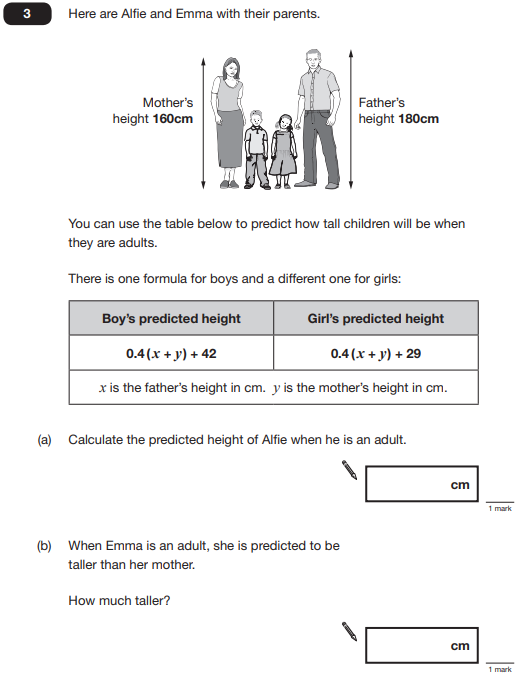 3 Here are Alfie and Emma with their parents.
Mother's
height 160cm
Father's
height 180cm
You can use the table below to predict how tall children will be when
they are adults.
There is one formula for boys and a different one for girls:
Boy's predicted height Girl's predicted height
0.4(x + y) + 42 0.4(x + y) + 29
x is the father's height in cm. y is the mother's height in cm.
(a) Calculate the predicted height of Alfie when he is an adult.
cm
1 mark
(b) When Emma is an adult, she is predicted to be
taller than her mother.
How much taller?
cm
1 mark